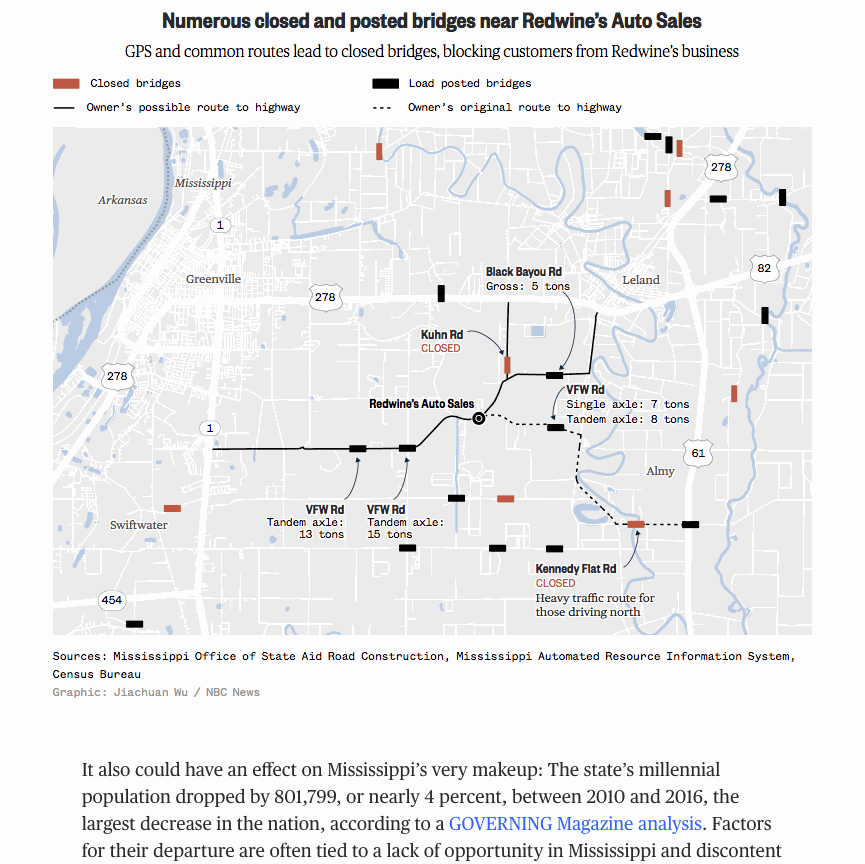 Numerous closed and posted bridges near Redwine's Auto Sales
GPS and common routes lead to closed bridges, blocking customers from Redwine's business
Closed bridges
Load posted bridges
Owner's possible route to highway
Owner's original route to highway
278
Mississippi
Arkansas
1
82
Black Bayou Rd
Gross: 5 tons
Leland
Greenville
278
Kuhn Rd
CLOSED
278
VFW Rd
Single axle: 7 tons
Tandem axle: 8 tons
Redwine's Auto Sales
1
61
Almy
VFW Rd
Tandem axle:
13 tons
VFW Rd
Tandem axle:
15 tons
Swiftwater
Kennedy Flat Rd
CLOSED
Heavy traffic route for
those driving north
454
Sources: Mississippi Office of State Aid Road Construction, Mississippi Automated Resource Information System,
Census Bureau
Graphic: Jiachuan Wu / NBC News
It also could have an effect on Mississippi's very makeup: The state's millennial
population dropped by 801,799, or nearly 4 percent, between 2010 and 2016, the
largest decrease in the nation, according to a GOVERNING Magazine analysis. Factors
for their departure are often tied to a lack of opportunity in Mississippi and discontent